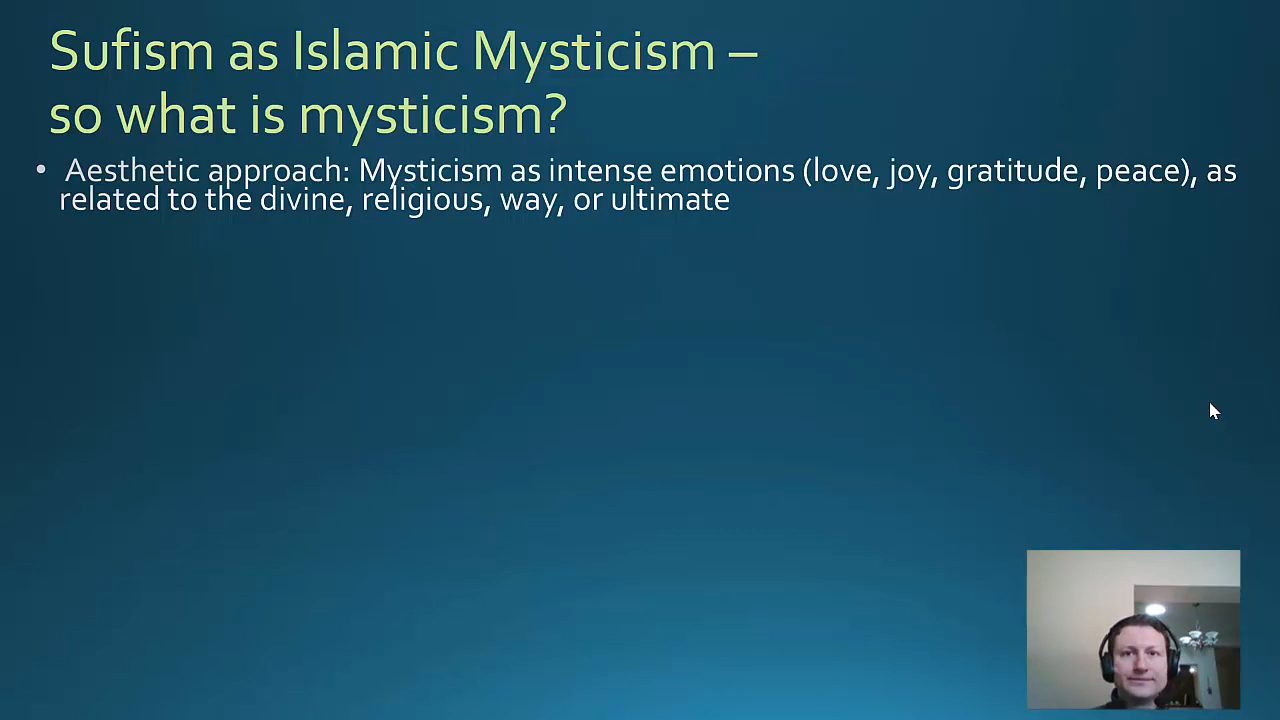 Sufism as Islamic Mysticism –
so what is mysticism?
• Aesthetic approach: Mysticism as intense emotions (love, joy, gratitude, peace), as
related to the divine, religious, way, or ultimate